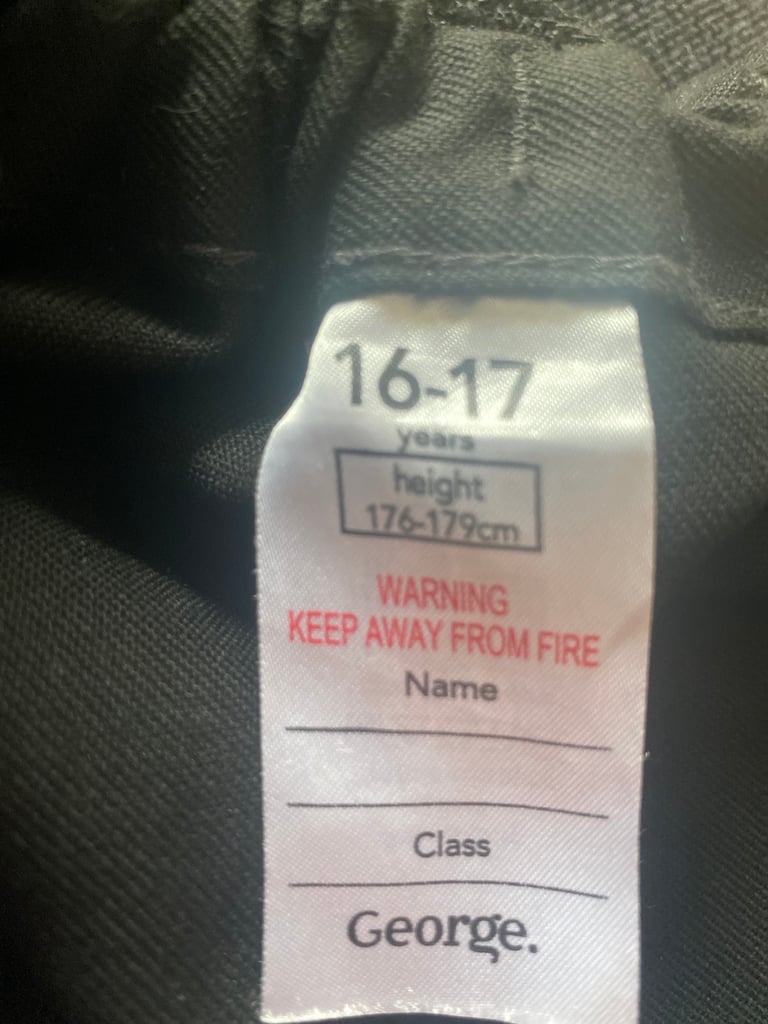 16-17
years
height
176-179cm
WARNING
KEEP AWAY FROM FIRE
Name
Class
George.